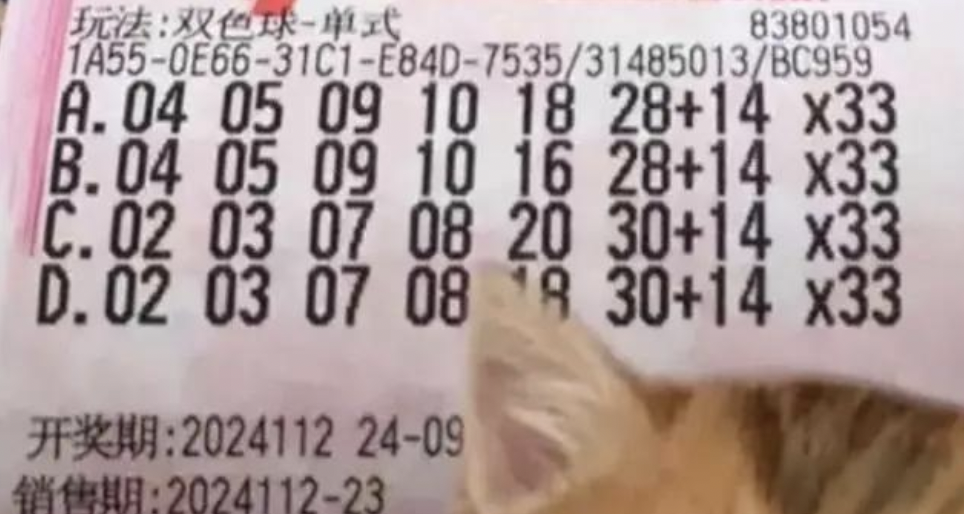 玩法:双色球-单式 83801054
1A55-0E66-31C1-E84D-7535/31485013/BC959
A.04 05 09 10 18 28+14 x33
B.04 05 09 10 16 28+14 x33
C.02 03 07 08 20 30+14 x33
D.02 03 07 08 18 30+14 x33
开奖期:2024112 24-09
销售期:2024112-23